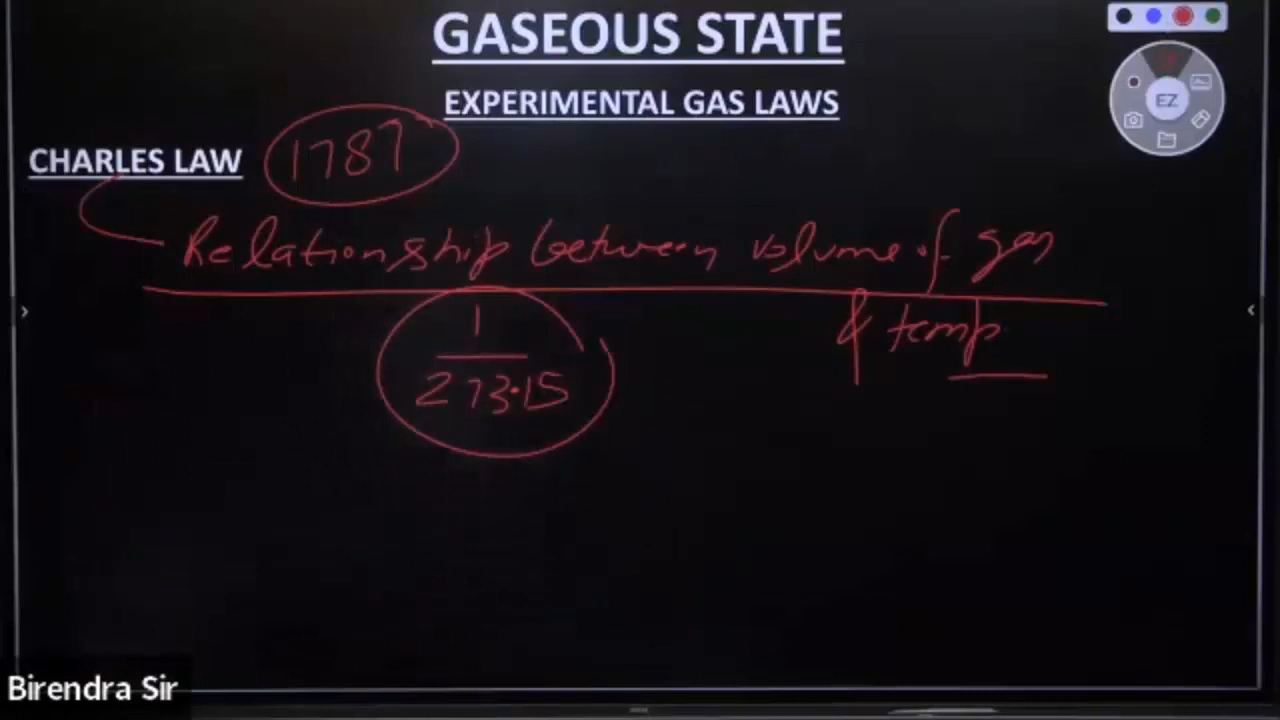 GASEOUS STATE
EXPERIMENTAL GAS LAWS
CHARLES LAW 1787
Relationship between volume of gas
& temp
1
273.15
EZ
Birendra Sir